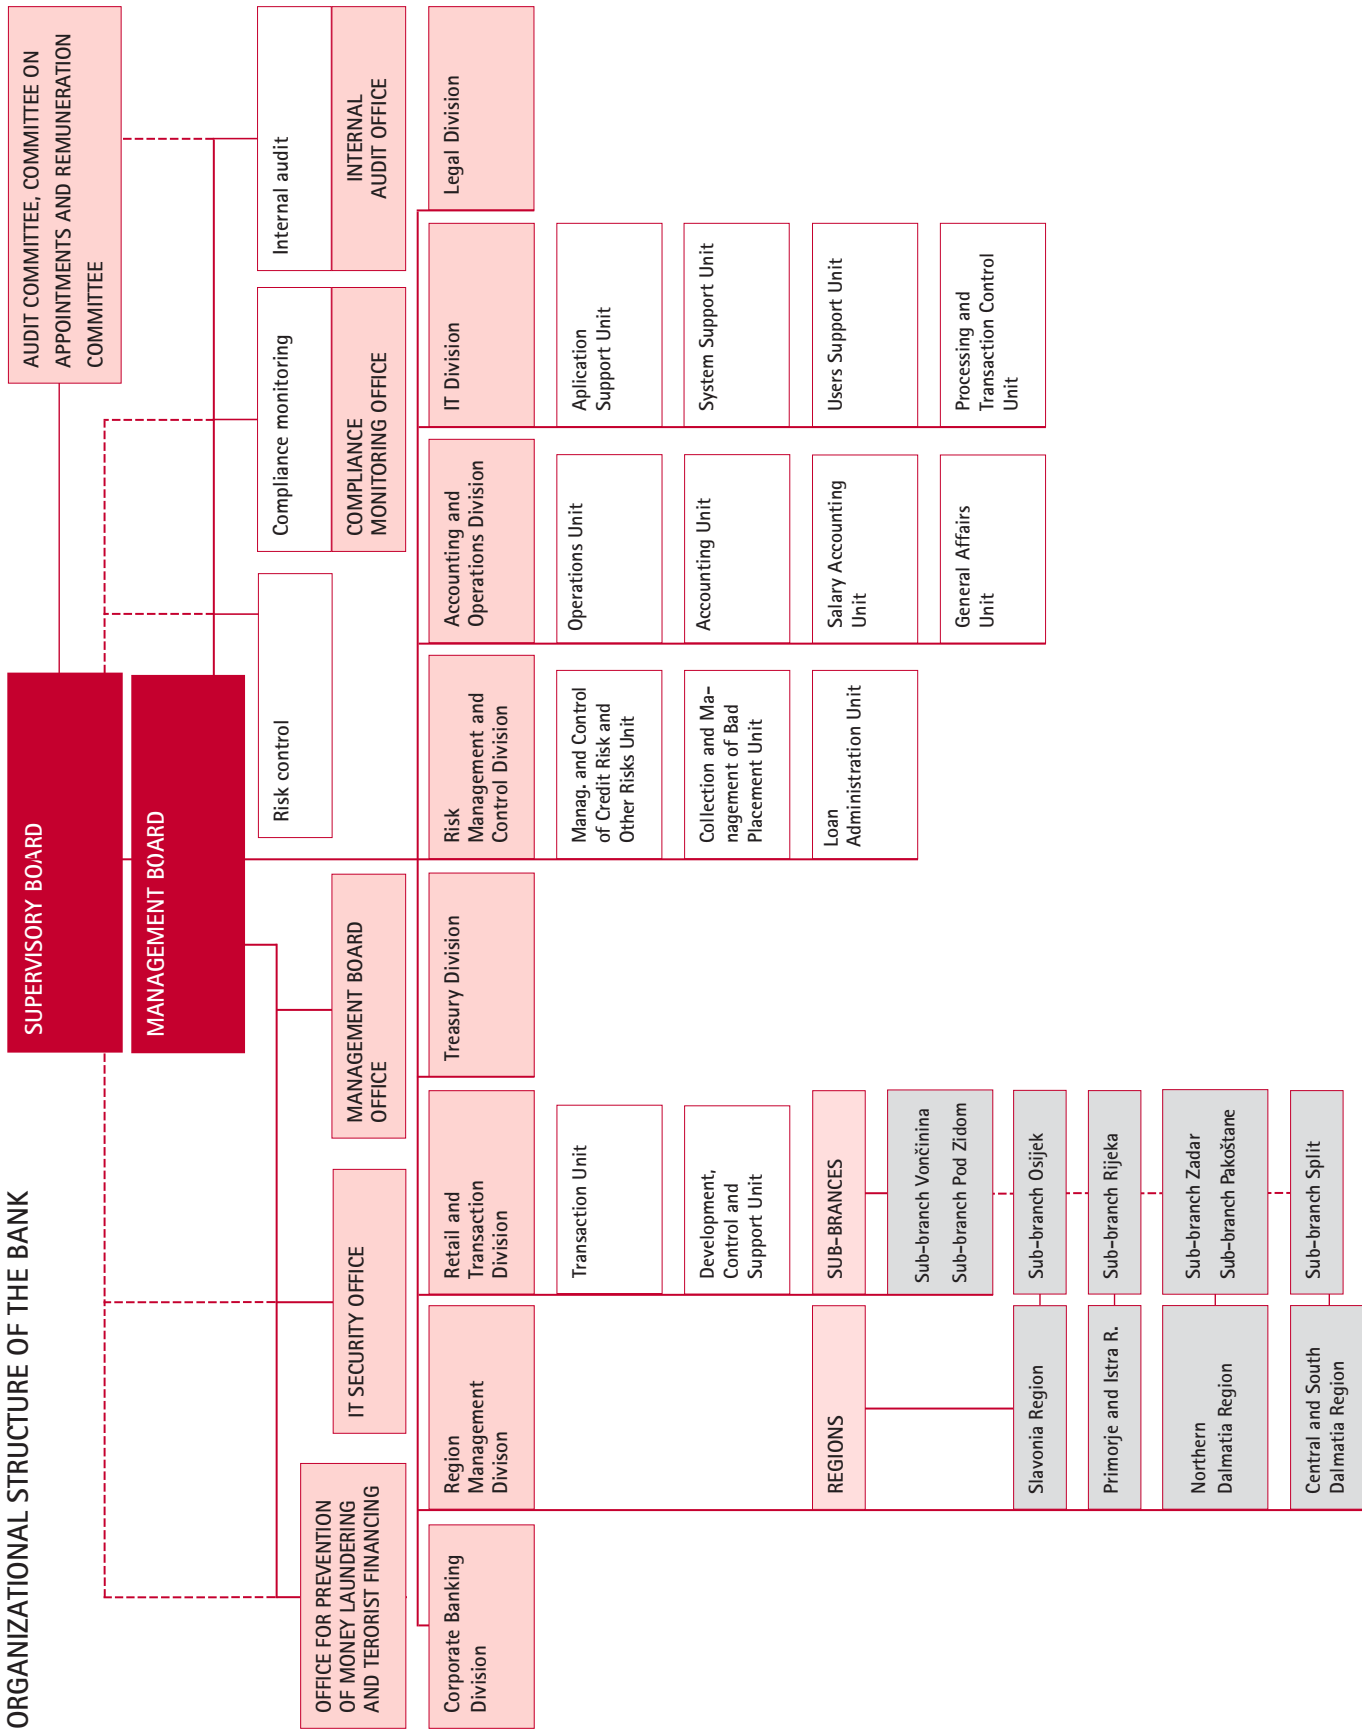 ORGANIZATIONAL STRUCTURE OF THE BANK
SUPERVISORY BOARD
AUDIT COMMITTEE, COMMITTEE ON
APPOINTMENTS AND REMUNERATION
COMMITTEE
MANAGEMENT BOARD
OFFICE FOR PREVENTION
OF MONEY LAUNDERING
AND TERORIST FINANCING
IT SECURITY OFFICE
MANAGEMENT BOARD
OFFICE
Risk control
Compliance monitoring
COMPLIANCE
MONITORING OFFICE
Internal audit
INTERNAL
AUDIT OFFICE
Corporate Banking
Division
Region
Management
Divison
Retail and
Transaction
Division
Treasury Division
Risk
Management and
Control Division
Accounting and
Operations Division
IT Division
Legal Division
Transaction Unit
Manag. and Control
of Credit Risk and
Other Risks Unit
Operations Unit
Aplication
Support Unit
Development,
Control and
Support Unit
Collection and Ma-
nagement of Bad
Placement Unit
Accounting Unit
System Support Unit
REGIONS
SUB-BRANCES
Loan
Administration Unit
Salary Accounting
Unit
Users Support Unit
Sub-branch Vončinina
Sub-branch Pod Zidom
General Affairs
Unit
Processing and
Transaction Control
Unit
Slavonia Region
Sub-branch Osijek
Primorje and Istra R.
Sub-branch Rijeka
Northern
Dalmatia Region
Sub-branch Zadar
Sub-branch Pakoštane
Central and South
Dalmatia Region
Sub-branch Split